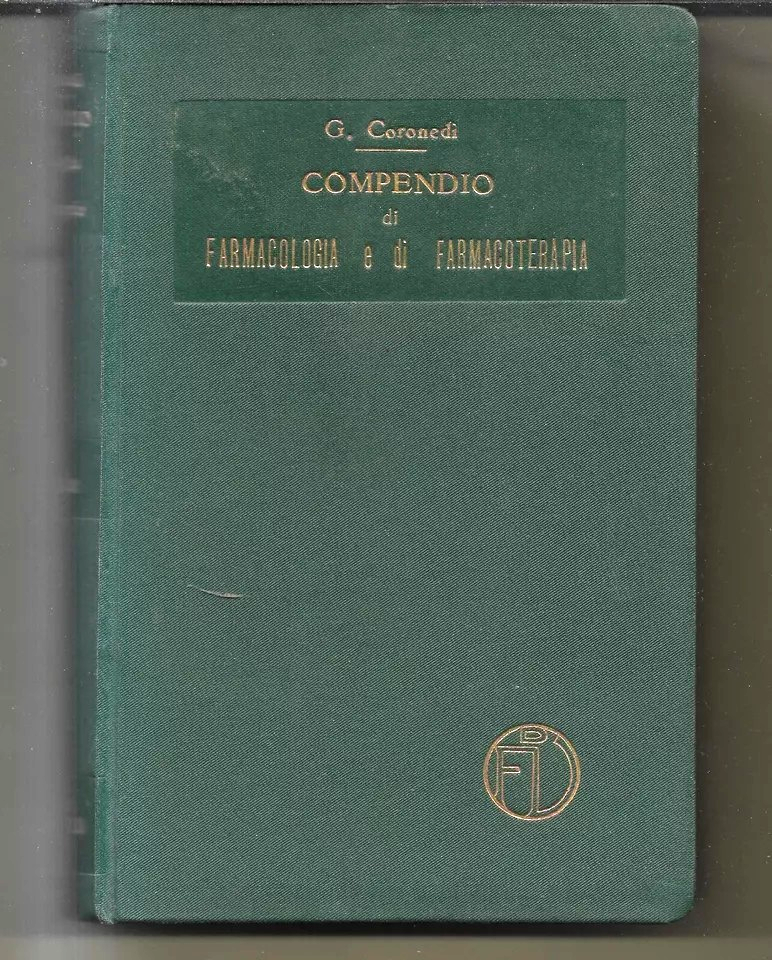 G. Coronedi
COMPENDIO
di
FARMACOLOGIA e di FARMACOTERAPIA